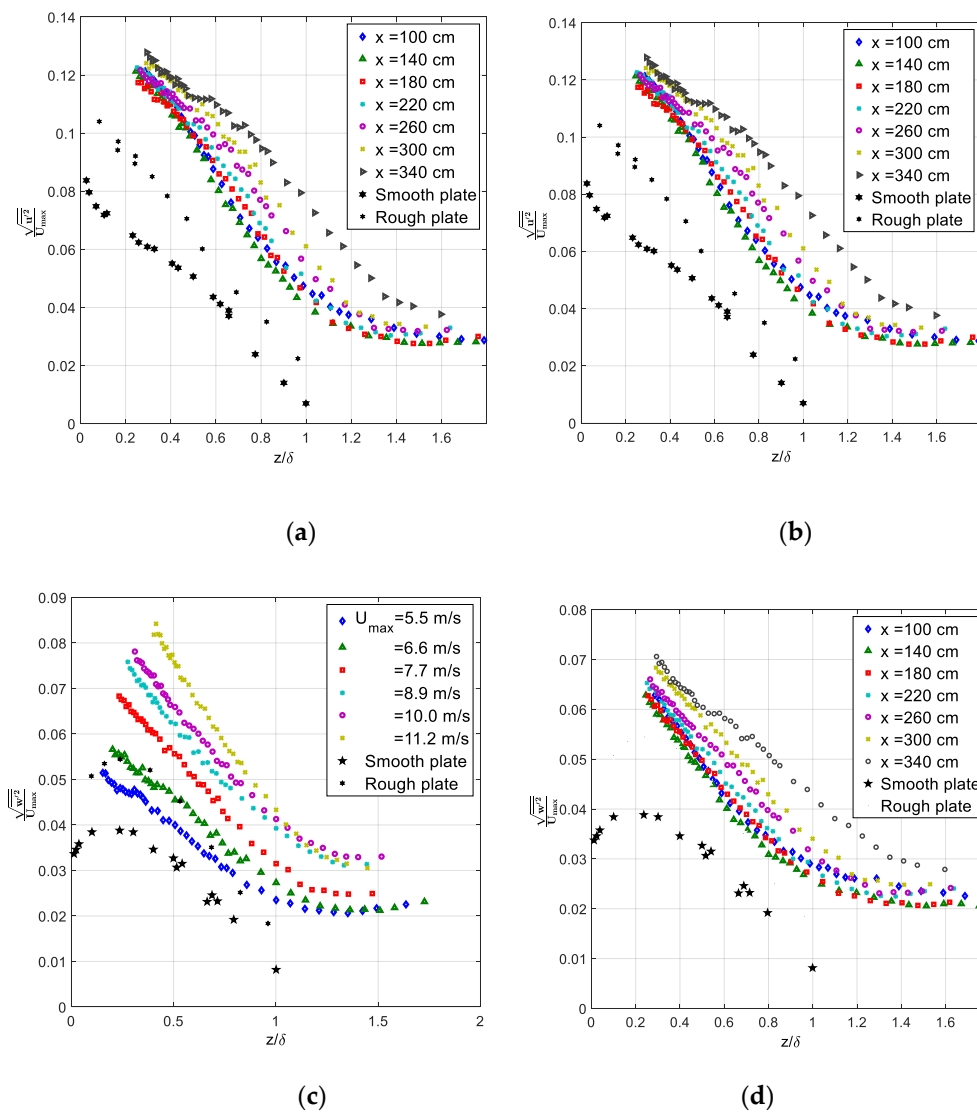 0.14
0.12
0.1
0.08
0.06
0.04
0.02
0
0 0.2 0.4 0.6 0.8 1 1.2 1.4 1.6
z/δ
√u'² / U max
x =100 cm
x =140 cm
x =180 cm
x =220 cm
x =260 cm
x =300 cm
x =340 cm
Smooth plate
Rough plate
(a)
0.14
0.12
0.1
0.08
0.06
0.04
0.02
0
0 0.2 0.4 0.6 0.8 1 1.2 1.4 1.6
z/δ
√u'² / U max
x =100 cm
x =140 cm
x =180 cm
x =220 cm
x =260 cm
x =300 cm
x =340 cm
Smooth plate
Rough plate
(b)
0.09
0.08
0.07
0.06
0.05
0.04
0.03
0.02
0.01
0
0 0.5 1 1.5 2
z/δ
√w'² / U max
U max =5.5 m/s
=6.6 m/s
=7.7 m/s
=8.9 m/s
=10.0 m/s
=11.2 m/s
Smooth plate
Rough plate
(c)
0.08
0.07
0.06
0.05
0.04
0.03
0.02
0.01
0
0 0.2 0.4 0.6 0.8 1 1.2 1.4 1.6
z/δ
√w'² / U max
x =100 cm
x =140 cm
x =180 cm
x =220 cm
x =260 cm
x =300 cm
x =340 cm
Smooth plate
Rough plate
(d)